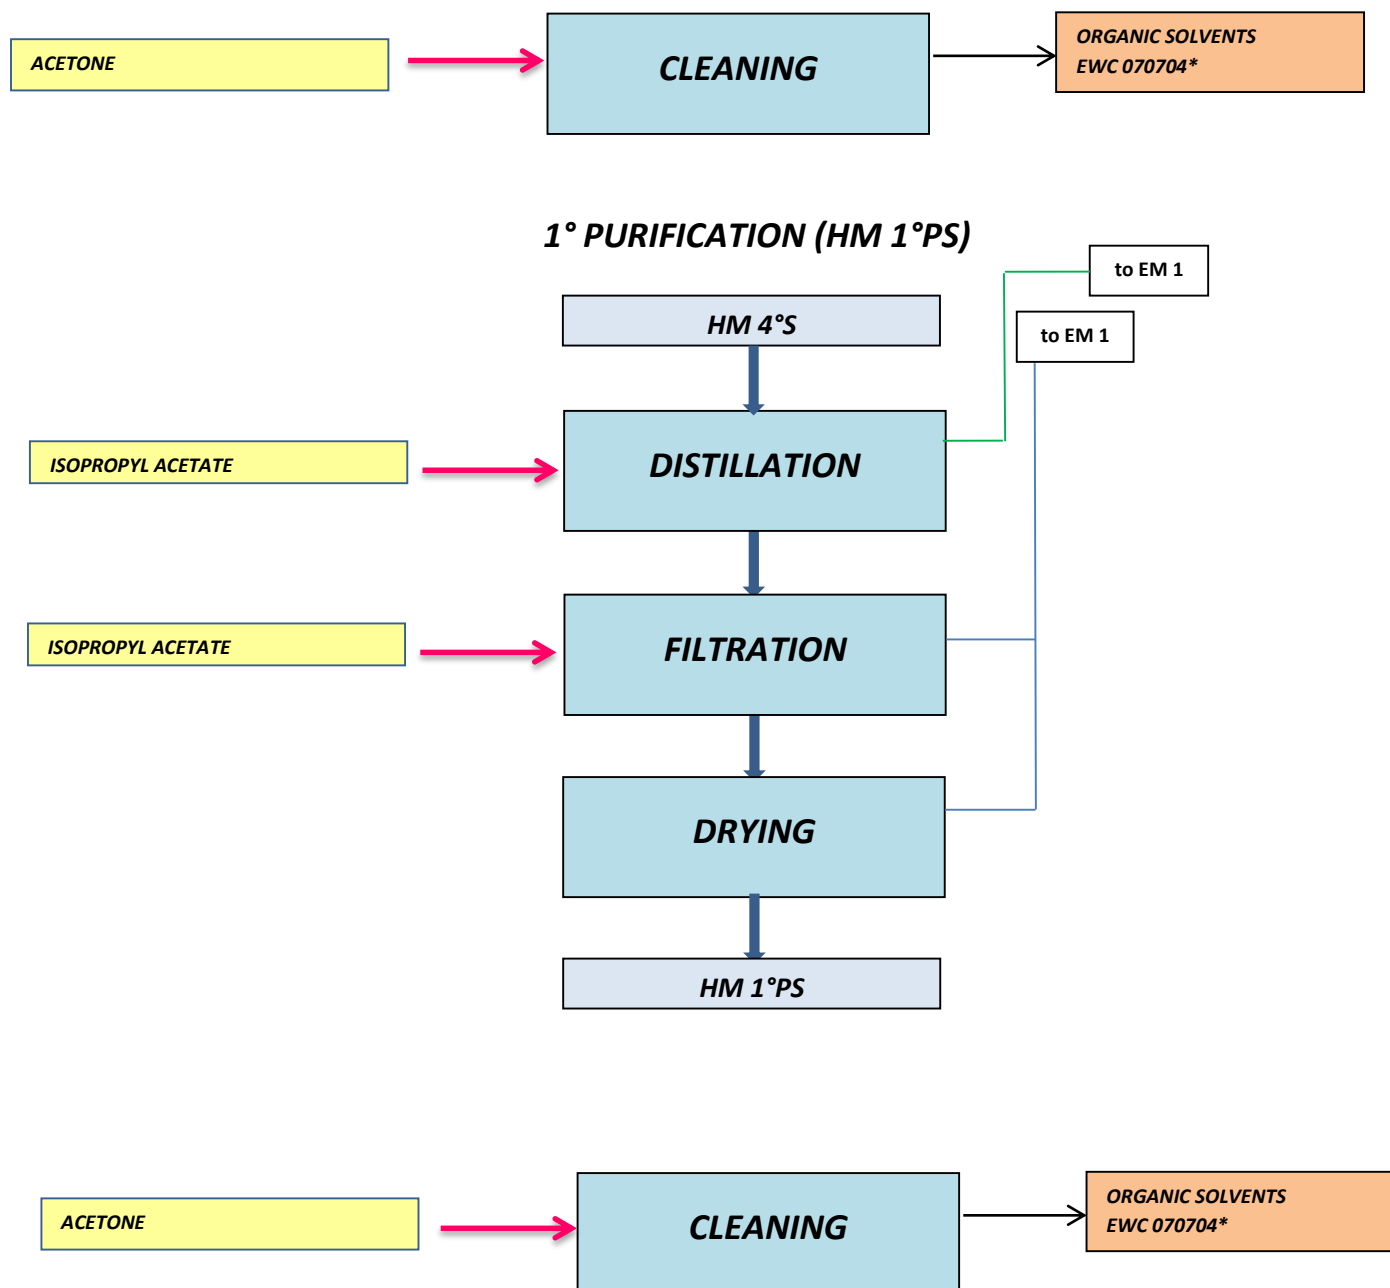 ACETONE
CLEANING
ORGANIC SOLVENTS
EWC 070704*
1° PURIFICATION (HM 1°PS)
to EM 1
HM 4°S
to EM 1
ISOPROPYL ACETATE
DISTILLATION
ISOPROPYL ACETATE
FILTRATION
DRYING
HM 1°PS
ACETONE
CLEANING
ORGANIC SOLVENTS
EWC 070704*